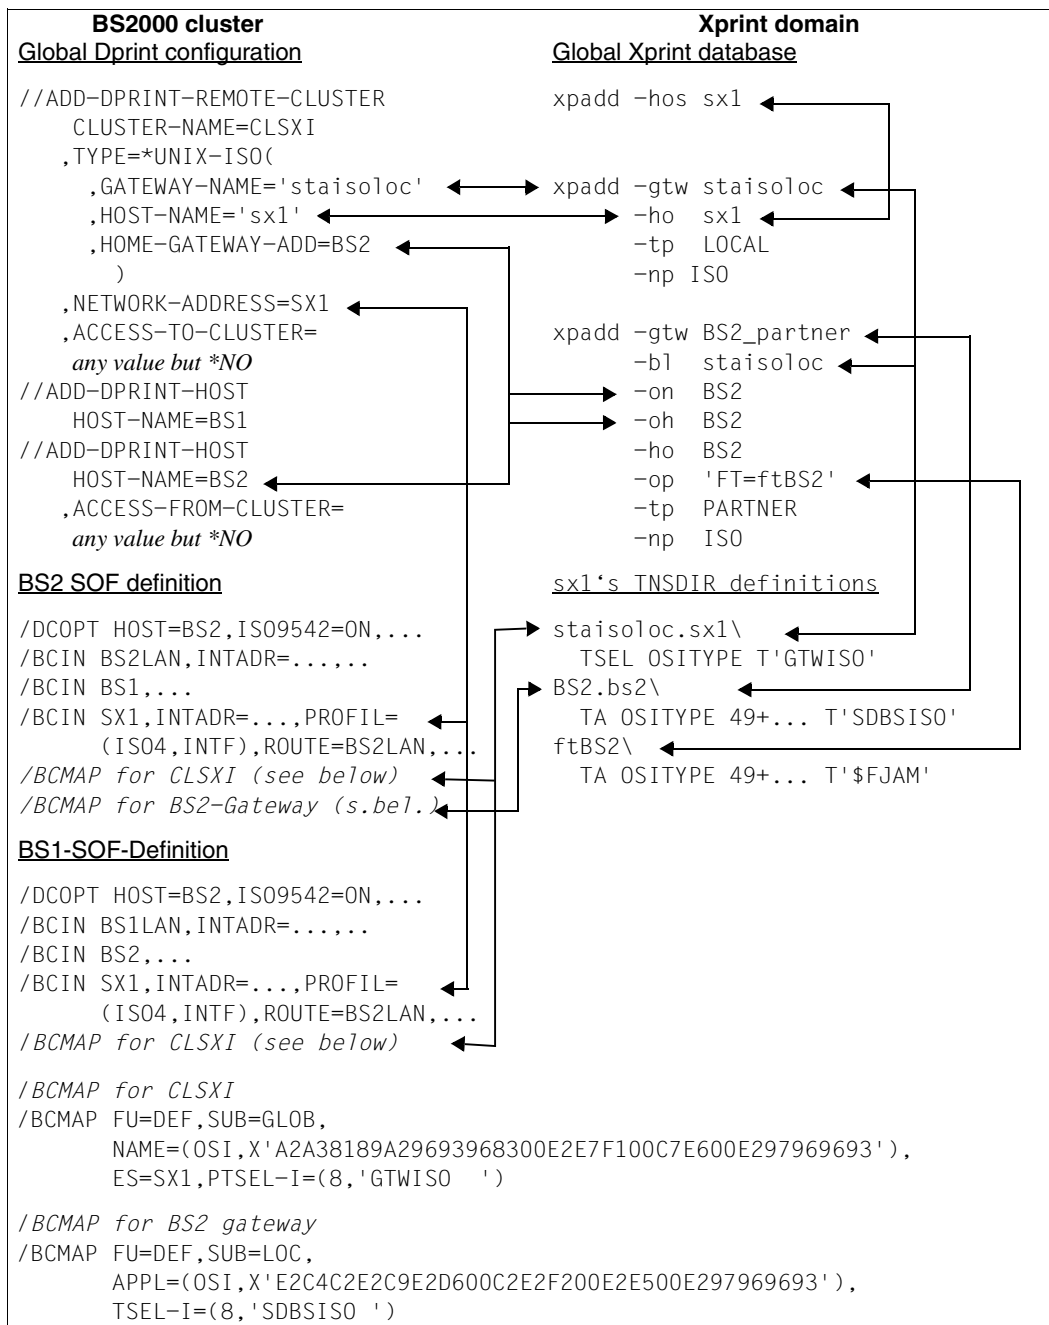 BS2000 cluster
Global Dprint configuration
//ADD-DPRINT-REMOTE-CLUSTER
CLUSTER-NAME=CLSXI
,TYPE=*UNIX-ISO(
,GATEWAY-NAME='staisoloc'
,HOST-NAME='sx1'
,HOME-GATEWAY-ADD=BS2
)
,NETWORK-ADDRESS=SX1
,ACCESS-TO-CLUSTER=
any value but *NO
//ADD-DPRINT-HOST
HOST-NAME=BS1
//ADD-DPRINT-HOST
HOST-NAME=BS2
,ACCESS-FROM-CLUSTER=
any value but *NO
BS2 SOF definition
/DCOPT HOST=BS2,ISO9542=ON,...
/BCIN BS2LAN,INTADR=...,..
/BCIN BS1,...
/BCIN SX1,INTADR=...,PROFIL=
(ISO4,INTF),ROUTE=BS2LAN,...
/BCMAP for CLSXI (see below)
/BCMAP for BS2-Gateway (s.bel.)
BS1-SOF-Definition
/DCOPT HOST=BS2,ISO9542=ON,...
/BCIN BS1LAN,INTADR=...,..
/BCIN BS2,...
/BCIN SX1,INTADR=...,PROFIL=
(ISO4,INTF),ROUTE=BS2LAN,...
/BCMAP for CLSXI (see below)
Xprint domain
Global Xprint database
xpadd -hos sx1
xpadd -gtw staisoloc
-ho sx1
-tp LOCAL
-np ISO
xpadd -gtw BS2_partner
-bl staisoloc
-on BS2
-oh BS2
-ho BS2
-op 'FT=ftBS2'
-tp PARTNER
-np ISO
sx1‘s TNSDIR definitions
staisoloc.sx1\
TSEL OSITYPE T'GTWISO'
BS2.bs2\
TA OSITYPE 49+... T'SDBSISO'
ftBS2\
TA OSITYPE 49+... T'$FJAM'
/BCMAP for CLSXI
/BCMAP FU=DEF,SUB=GLOB,
NAME=(OSI,X'A2A38189A29693968300E2E7F100C7E600E297969693'),
ES=SX1,PTSEL-I=(8,'GTWISO  ')
/BCMAP for BS2 gateway
/BCMAP FU=DEF,SUB=LOC,
APPL=(OSI,X'E2C4C2E2C9E2D600C2E2F200E2E500E297969693'),
TSEL-I=(8,'SDBSISO ')